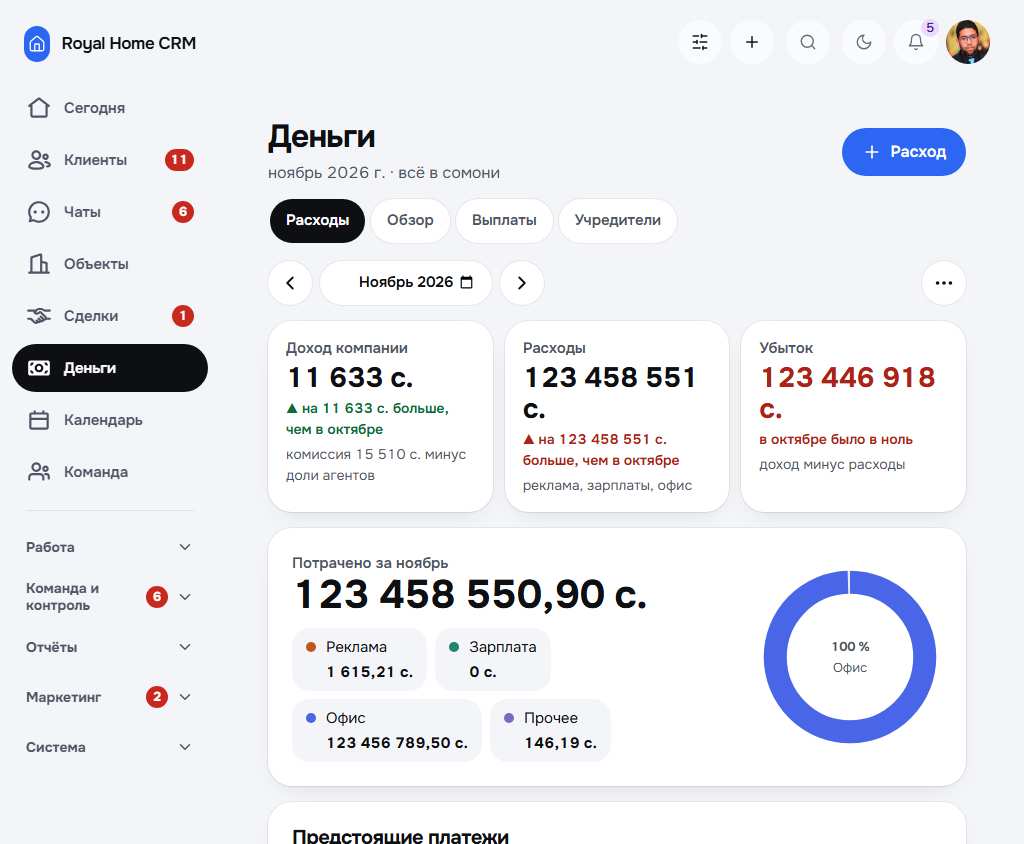 Royal Home CRM
5
Сегодня
Клиенты 11
Чаты 6
Объекты
Сделки 1
Деньги
Календарь
Команда
Работа
Команда и
контроль 6
Отчёты
Маркетинг 2
Система
Деньги
ноябрь 2026 г. · всё в сомони
+ Расход
Расходы Обзор Выплаты Учредители
Ноябрь 2026
Доход компании
11 633 с.
▲ на 11 633 с. больше,
чем в октябре
комиссия 15 510 с. минус
доли агентов
Расходы
123 458 551
с.
▲ на 123 458 551 с.
больше, чем в октябре
реклама, зарплаты, офис
Убыток
123 446 918
с.
в октябре было в ноль
доход минус расходы
Потрачено за ноябрь
123 458 550,90 с.
Реклама
1 615,21 с.
Зарплата
0 с.
Офис
123 456 789,50 с.
Прочее
146,19 с.
100 %
Офис
Предстоящие платежи